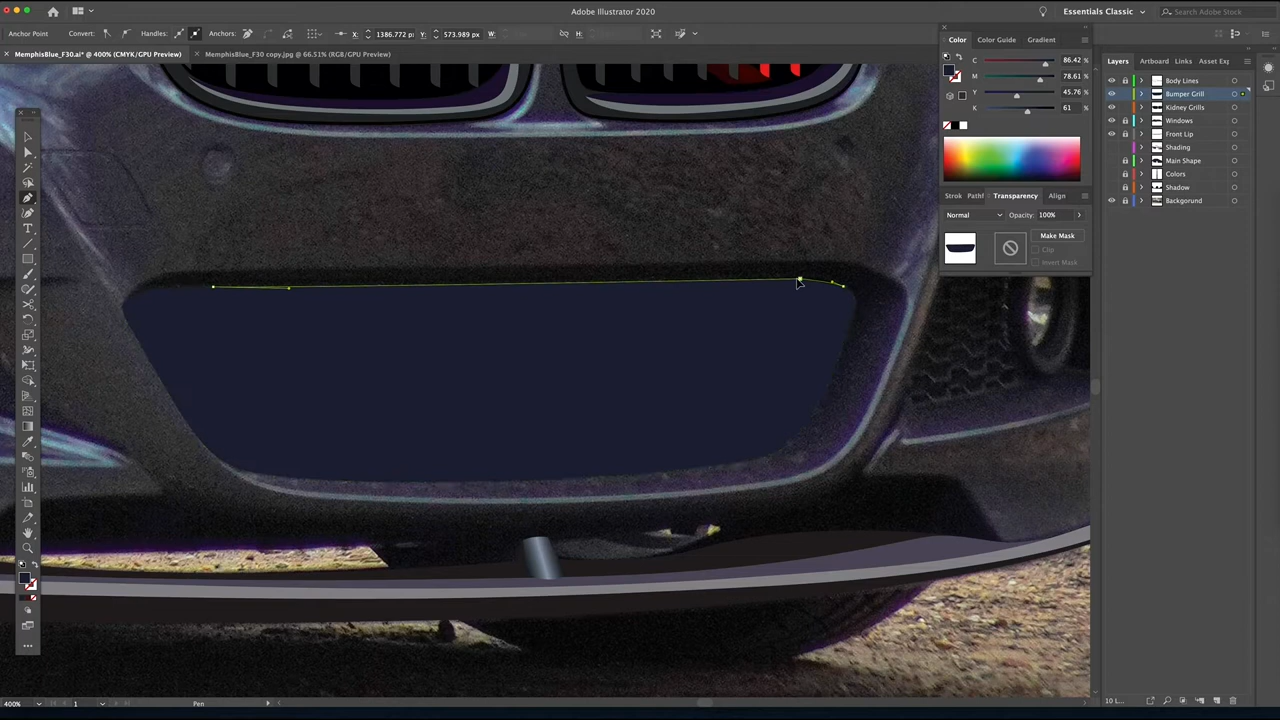 Adobe Illustrator 2020
Essentials Classic
Search Adobe Stock
Anchor Point
Convert:
Handles:
Anchors:
X: 1386.772 px
Y: 573.989 px
W:
H:
MemphisBlue_F30.ai* @ 400% (CMYK/GPU Preview)
MemphisBlue_F30 copy.jpg @ 66.51% (RGB/GPU Preview)
Color
Color Guide
Gradient
C 86.42 %
M 78.61 %
Y 45.76 %
K 61 %
Strok
Pathf
Transparency
Align
Normal
Opacity: 100%
Make Mask
Clip
Invert Mask
Layers
Artboard
Links
Asset Ex
Body Lines
Bumper Grill
Kidney Grills
Windows
Front Lip
Shading
Main Shape
Colors
Shadow
Backgorund
10 L...
400%
1
Pen